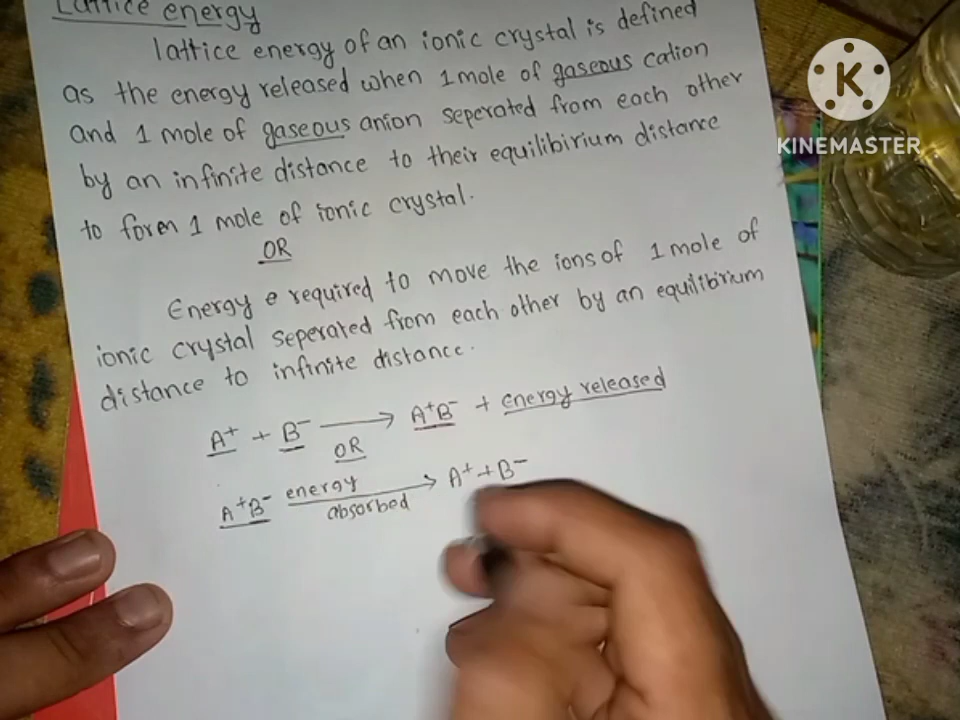 Lattice energy
lattice energy of an ionic crystal is defined
as the energy released when 1 mole of gaseous cation
and 1 mole of gaseous anion seperated from each other
by an infinite distance to their equilibirium distance
to form 1 mole of ionic crystal.
OR
Energy e required to move the ions of 1 mole of
ionic crystal seperated from each other by an equilibrium
distance to infinite distance.
A⁺ + B⁻ ⟶ A⁺B⁻ + energy released
OR
A⁺B⁻ energy absorbed ⟶ A⁺ + B⁻
K
KINEMASTER